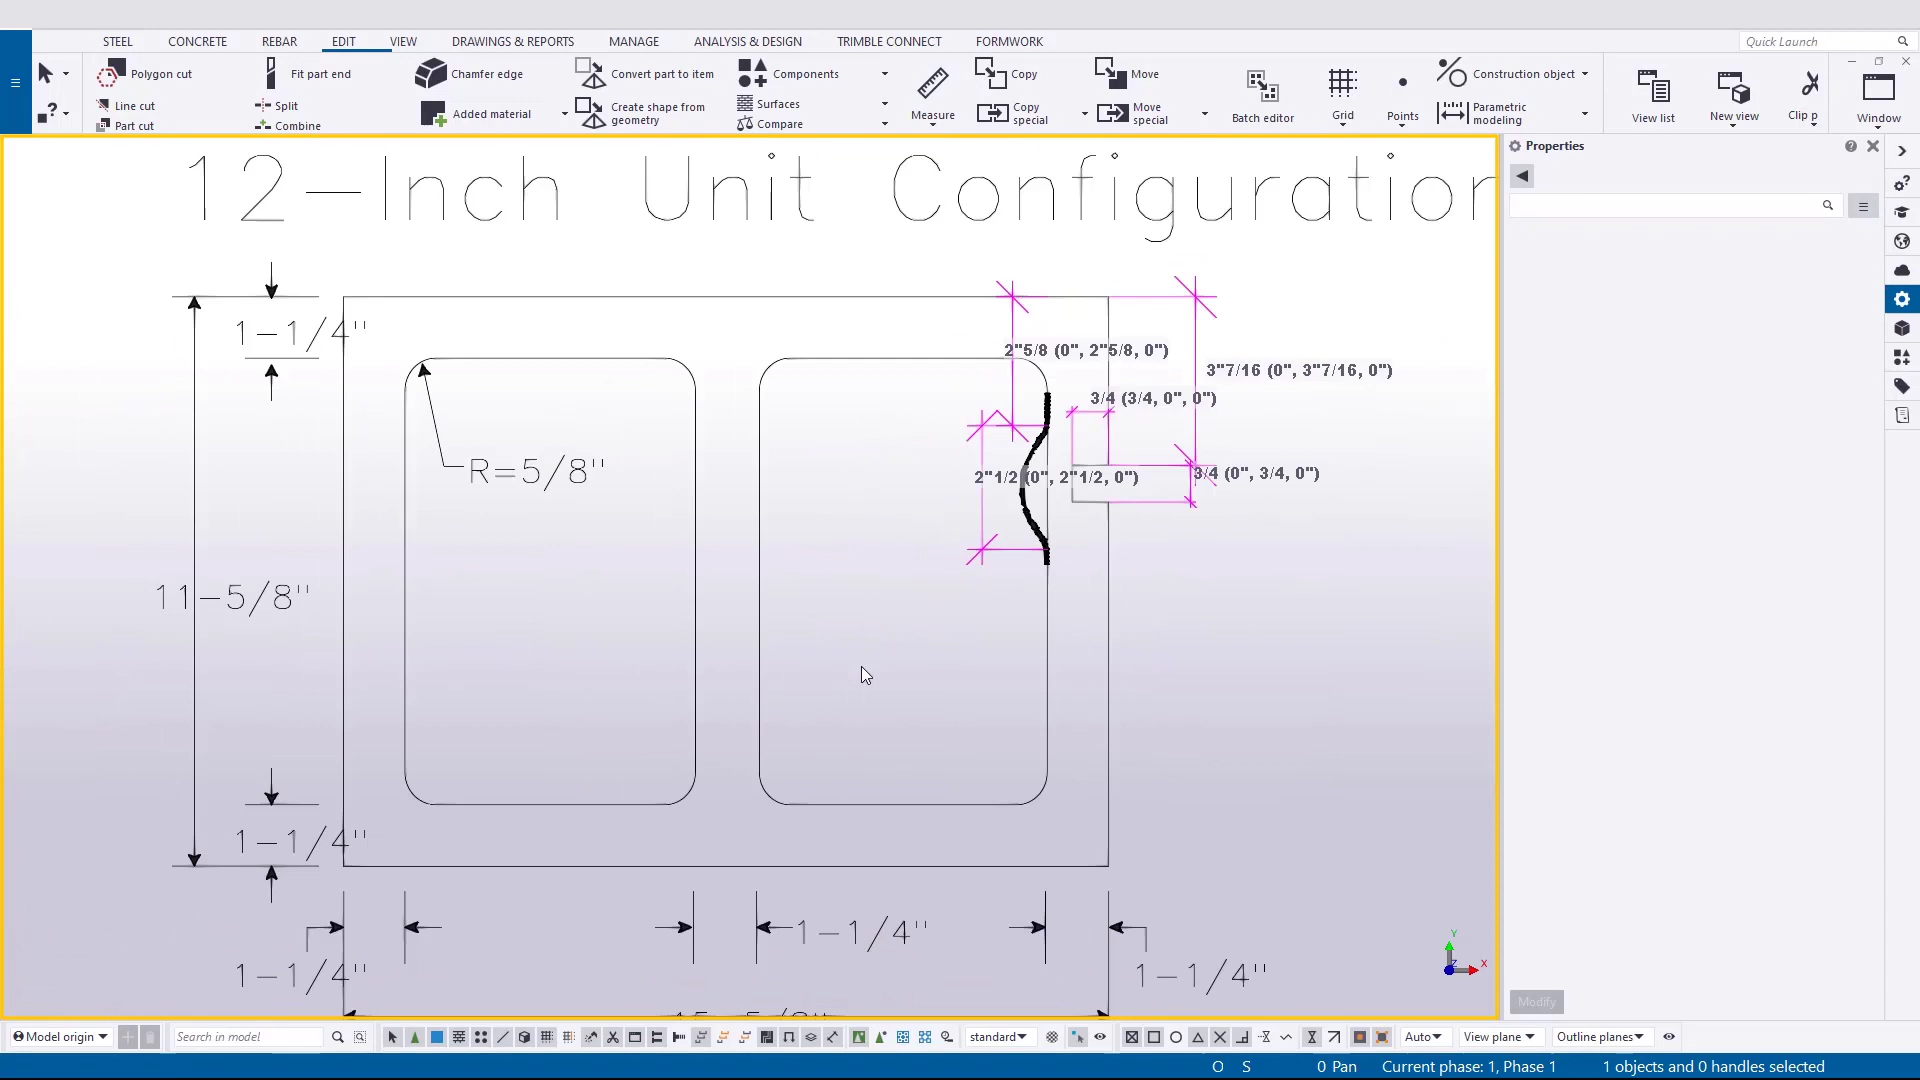 STEEL CONCRETE REBAR EDIT VIEW DRAWINGS & REPORTS MANAGE ANALYSIS & DESIGN TRIMBLE CONNECT FORMWORK Quick Launch
Polygon cut Fit part end Chamfer edge Convert part to item Components Copy Move Construction object
Line cut Split Added material Create shape from geometry Surfaces Measure Copy special Move special Batch editor Grid Points Parametric modeling View list New view Clip p Window
Part cut Combine Compare
Properties
12-Inch Unit Configuration
1-1/4"
2"5/8 (0", 2"5/8, 0")
3"7/16 (0", 3"7/16, 0")
3/4 (3/4, 0", 0")
R=5/8"
2"1/2 (0", 2"1/2, 0")
3/4 (0", 3/4, 0")
11-5/8"
1-1/4"
1-1/4"
1-1/4"
1-1/4"
Y
Z X
Modify
Model origin Search in model standard Auto View plane Outline planes
O S 0 Pan Current phase: 1, Phase 1 1 objects and 0 handles selected